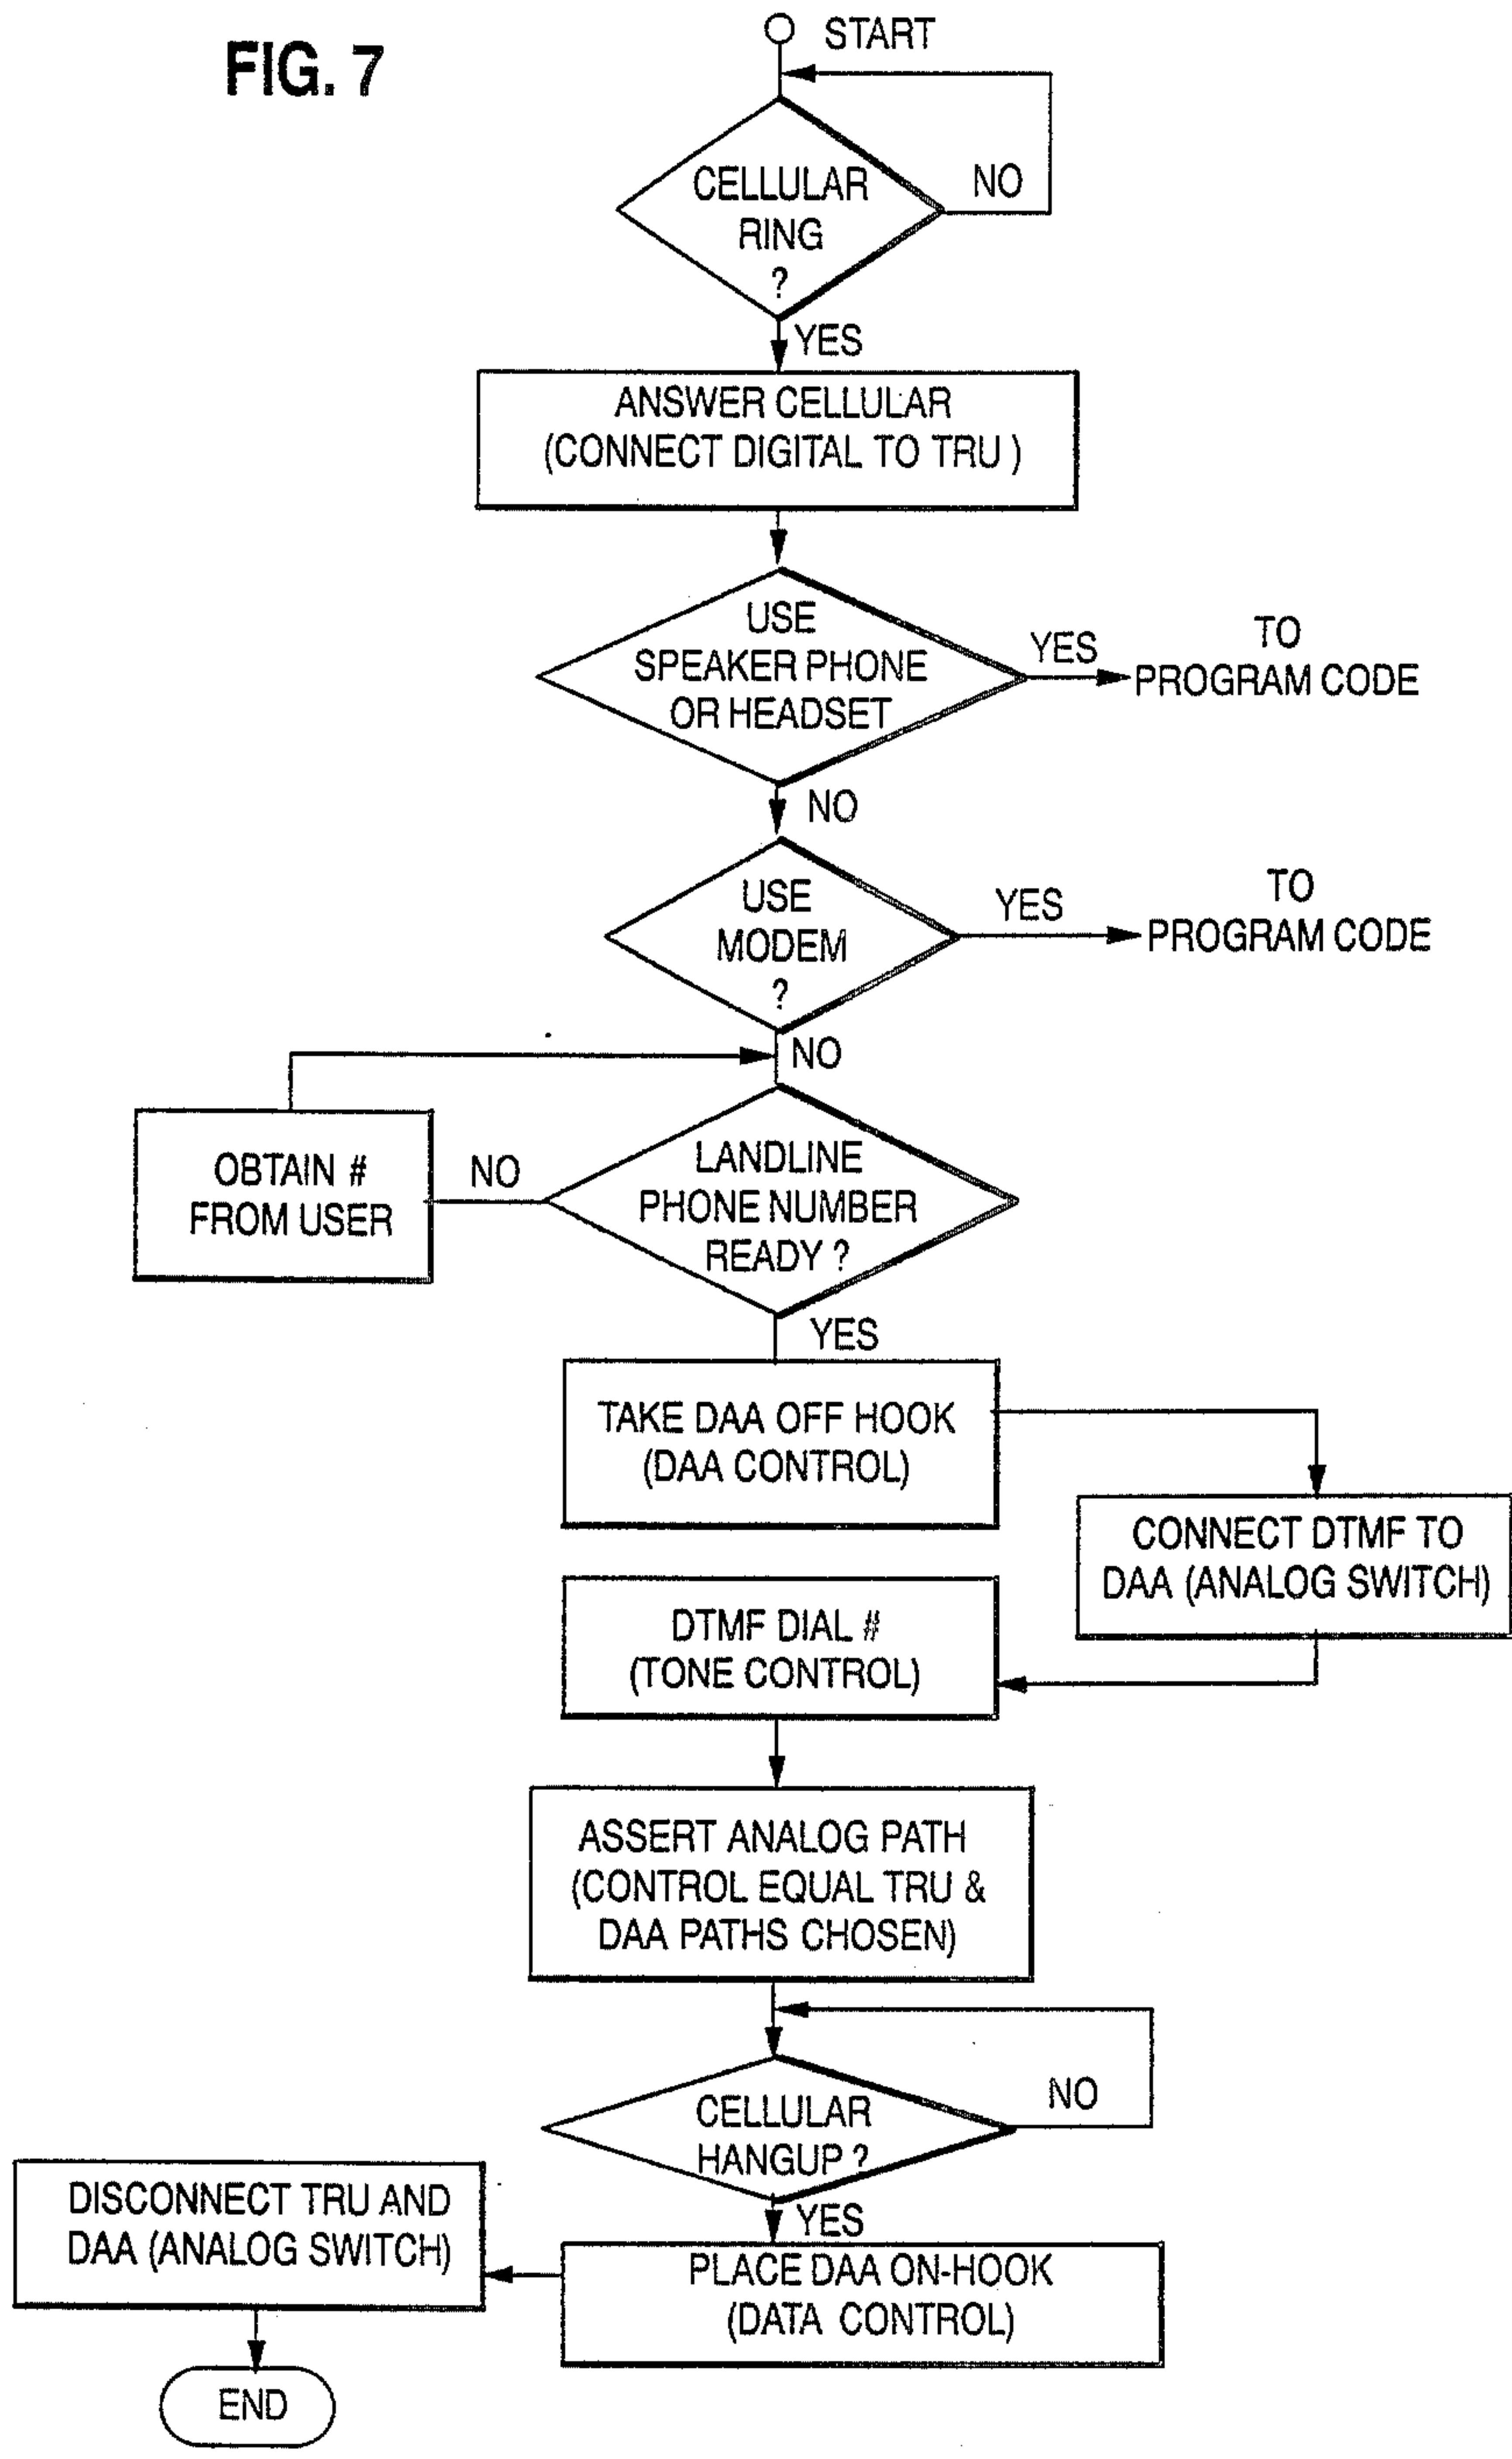 FIG. 7
START
CELLULAR
RING
?
NO
YES
ANSWER CELLULAR
(CONNECT DIGITAL TO TRU )
USE
SPEAKER PHONE
OR HEADSET
YES
TO
PROGRAM CODE
NO
USE
MODEM
?
YES
TO
PROGRAM CODE
NO
LANDLINE
PHONE NUMBER
READY ?
NO
OBTAIN #
FROM USER
YES
TAKE DAA OFF HOOK
(DAA CONTROL)
CONNECT DTMF TO
DAA (ANALOG SWITCH)
DTMF DIAL #
(TONE CONTROL)
ASSERT ANALOG PATH
(CONTROL EQUAL TRU &
DAA PATHS CHOSEN)
CELLULAR
HANGUP ?
NO
YES
PLACE DAA ON-HOOK
(DATA CONTROL)
DISCONNECT TRU AND
DAA (ANALOG SWITCH)
END